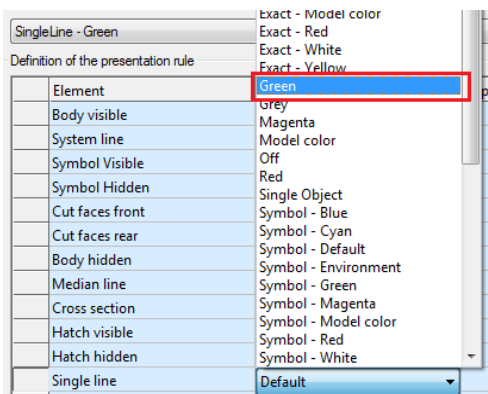 SingleLine - Green
Definition of the presentation rule
Element
Body visible
System line
Symbol Visible
Symbol Hidden
Cut faces front
Cut faces rear
Body hidden
Median line
Cross section
Hatch visible
Hatch hidden
Single line
Exact - Model color
Exact - Red
Exact - White
Exact - Yellow
Green
Grey
Magenta
Model color
Off
Red
Single Object
Symbol - Blue
Symbol - Cyan
Symbol - Default
Symbol - Environment
Symbol - Green
Symbol - Magenta
Symbol - Model color
Symbol - Red
Symbol - White
Default